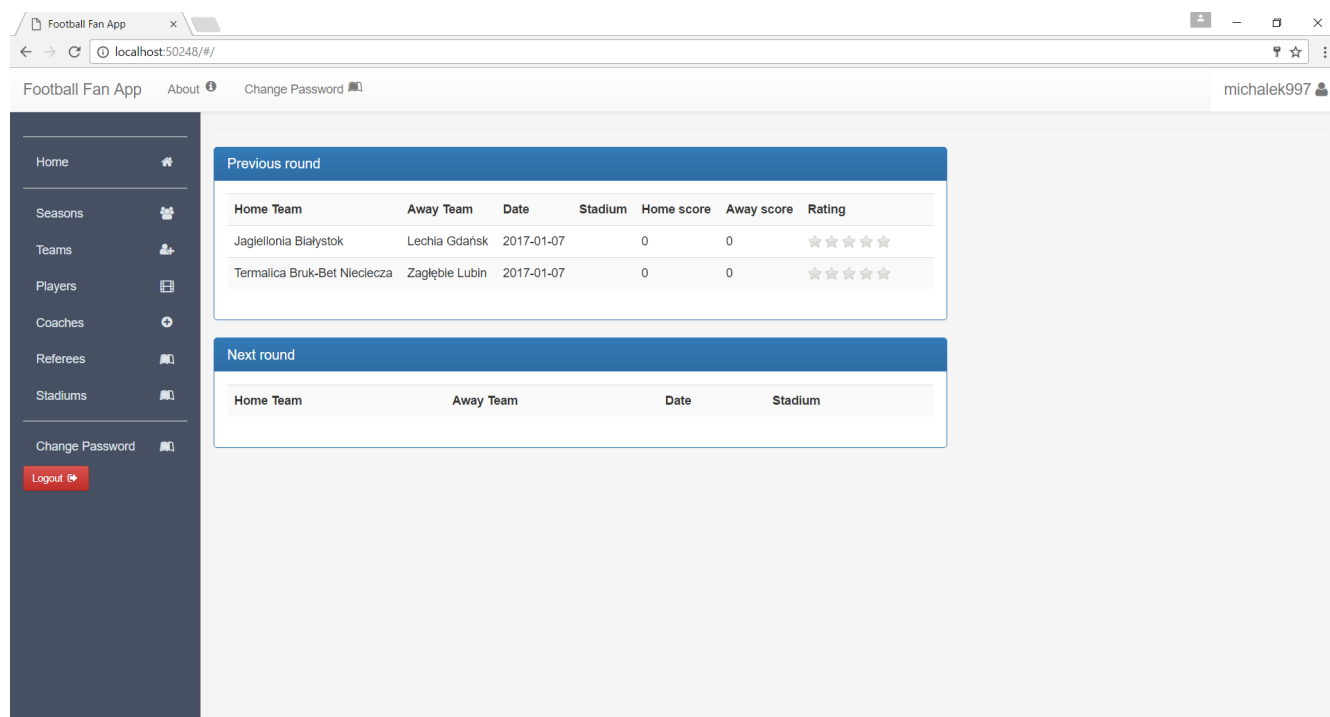 Football Fan App
localhost:50248/#/
Football Fan App About Change Password michalek997
Home
Seasons
Teams
Players
Coaches
Referees
Stadiums
Change Password
Logout
Previous round
Home Team Away Team Date Stadium Home score Away score Rating
Jagiellonia Białystok Lechia Gdańsk 2017-01-07 0 0
Termalica Bruk-Bet Nieciecza Zagłębie Lubin 2017-01-07 0 0
Next round
Home Team Away Team Date Stadium